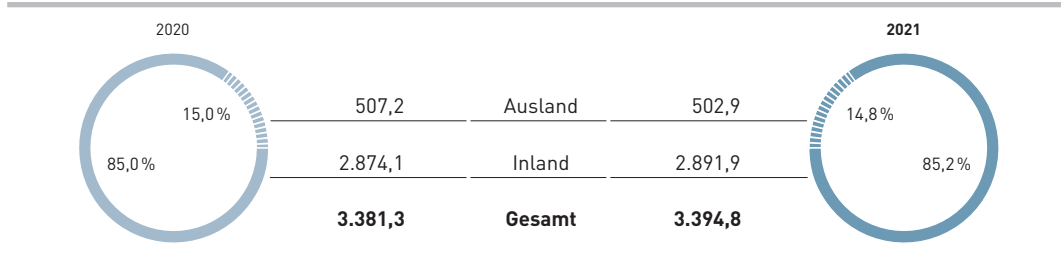 2020 2021
507,2 Ausland 502,9
15,0 % 14,8 %
2.874,1 Inland 2.891,9
85,0 % 85,2 %
3.381,3 Gesamt 3.394,8